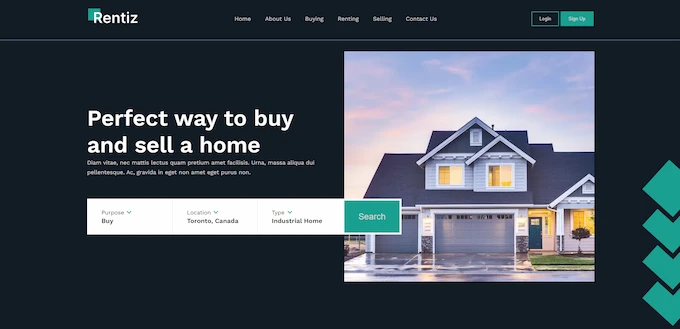 Rentiz
Home About Us Buying Renting Selling Contact Us
Login Sign Up
Perfect way to buy
and sell a home
Diam vitae, nec mattis lectus quam pretium amet facilisis. Urna, massa aliqua dui
pellentesque. Ac, gravida in eget non amet eget purus non.
Purpose Location Type
Buy Toronto, Canada Industrial Home
Search